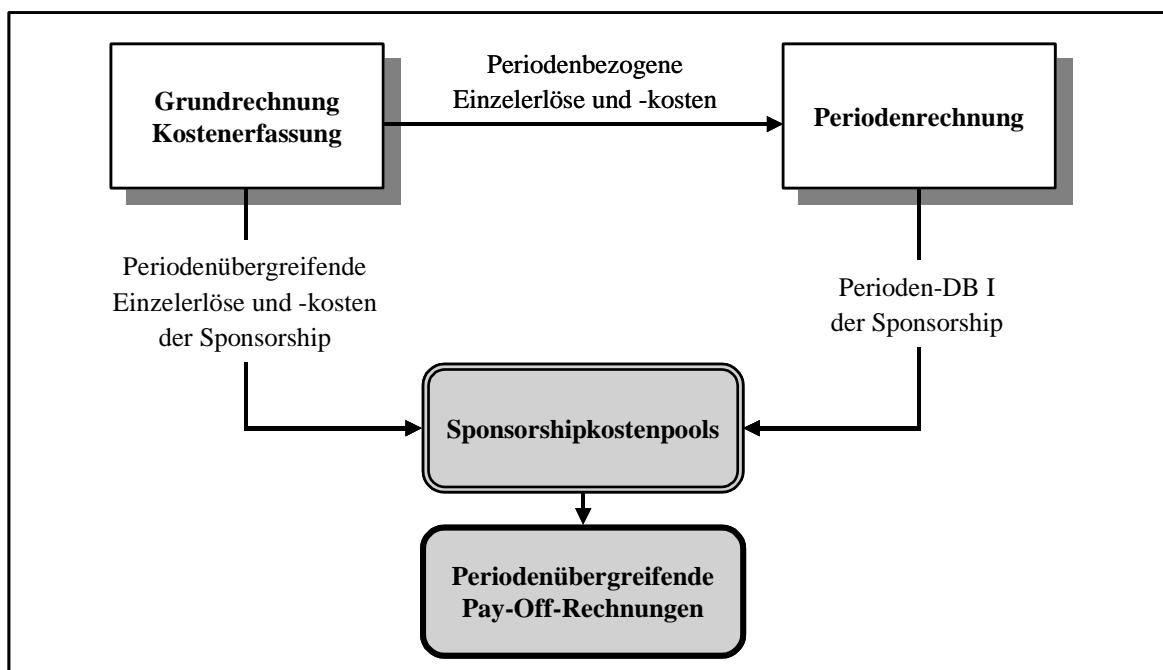 Periodenbezogene
Einzelerlöse und -kosten
Grundrechnung
Kostenerfassung
Periodenrechnung
Periodenübergreifende
Einzelerlöse und -kosten
der Sponsorship
Perioden-DB I
der Sponsorship
Sponsorshipkostenpools
Periodenübergreifende
Pay-Off-Rechnungen